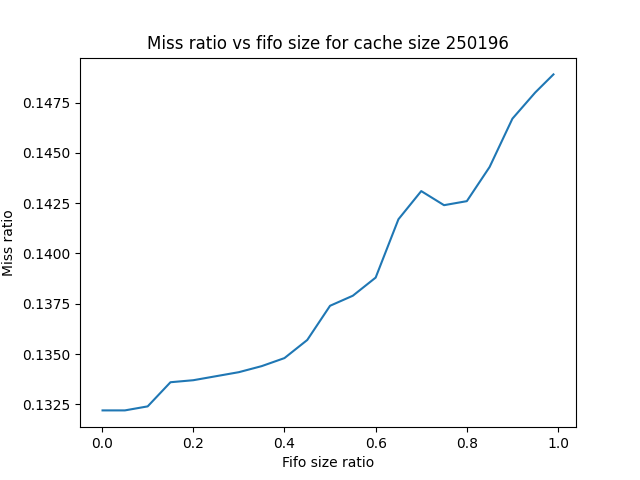 Miss ratio vs fifo size for cache size 250196
0.1475
0.1450
0.1425
0.1400
0.1375
0.1350
0.1325
Miss ratio
0.0 0.2 0.4 0.6 0.8 1.0
Fifo size ratio